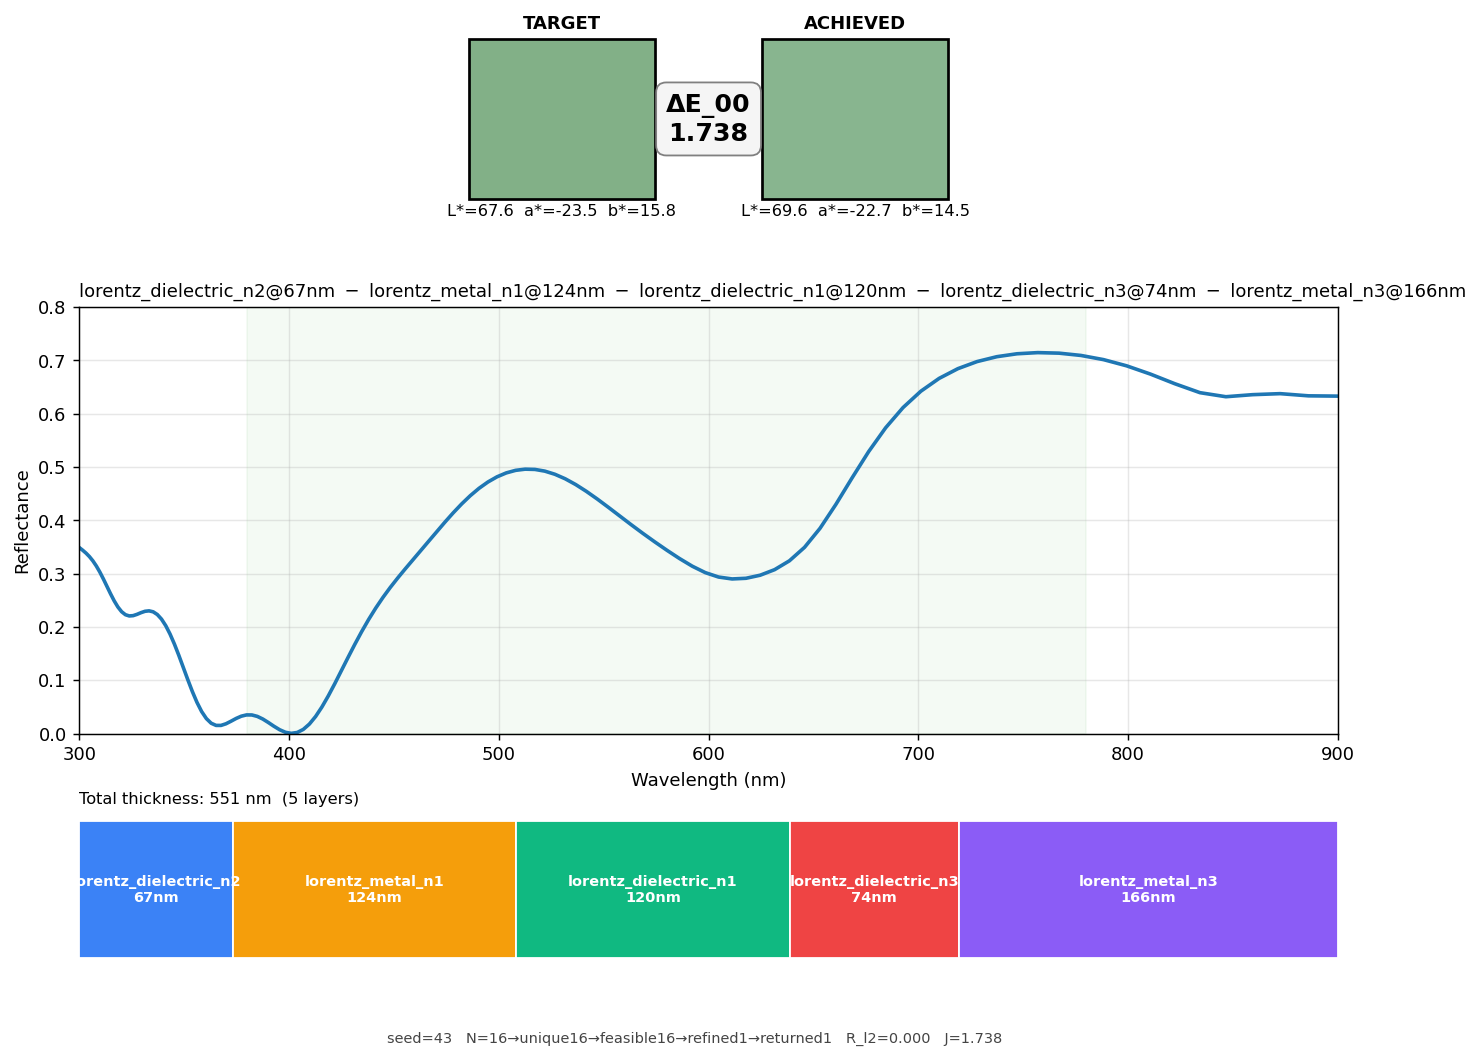 TARGET
ACHIEVED
ΔE_00
1.738
L*=67.6 a*=-23.5 b*=15.8
L*=69.6 a*=-22.7 b*=14.5
lorentz_dielectric_n2@67nm − lorentz_metal_n1@124nm − lorentz_dielectric_n1@120nm − lorentz_dielectric_n3@74nm − lorentz_metal_n3@166nm
0.8
0.7
0.6
0.5
0.4
0.3
0.2
0.1
0.0
Reflectance
300 400 500 600 700 800 900
Wavelength (nm)
Total thickness: 551 nm (5 layers)
orentz_dielectric_n2
67nm
lorentz_metal_n1
124nm
lorentz_dielectric_n1
120nm
lorentz_dielectric_n3
74nm
lorentz_metal_n3
166nm
seed=43 N=16→unique16→feasible16→refined1→returned1 R_l2=0.000 J=1.738